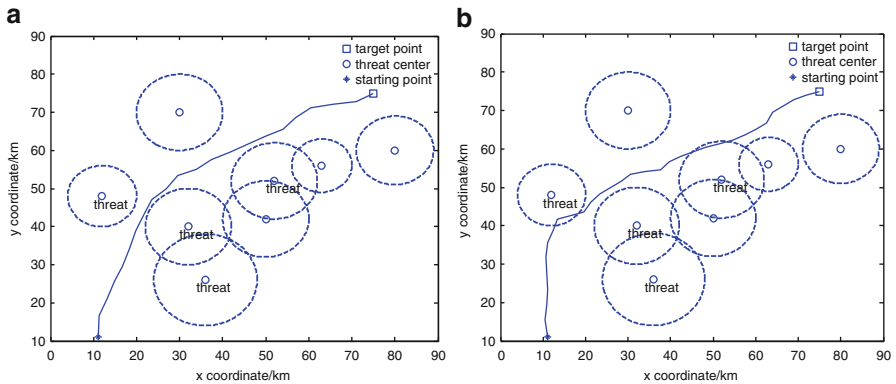 a
90
80
70
60
50
40
30
20
10
0 10 20 30 40 50 60 70 80 90
y coordinate/km
x coordinate/km
target point
threat center
starting point
threat
threat
threat
threat
b
90
80
70
60
50
40
30
20
10
0 10 20 30 40 50 60 70 80 90
y coordinate/km
x coordinate/km
target point
threat center
starting point
threat
threat
threat
threat